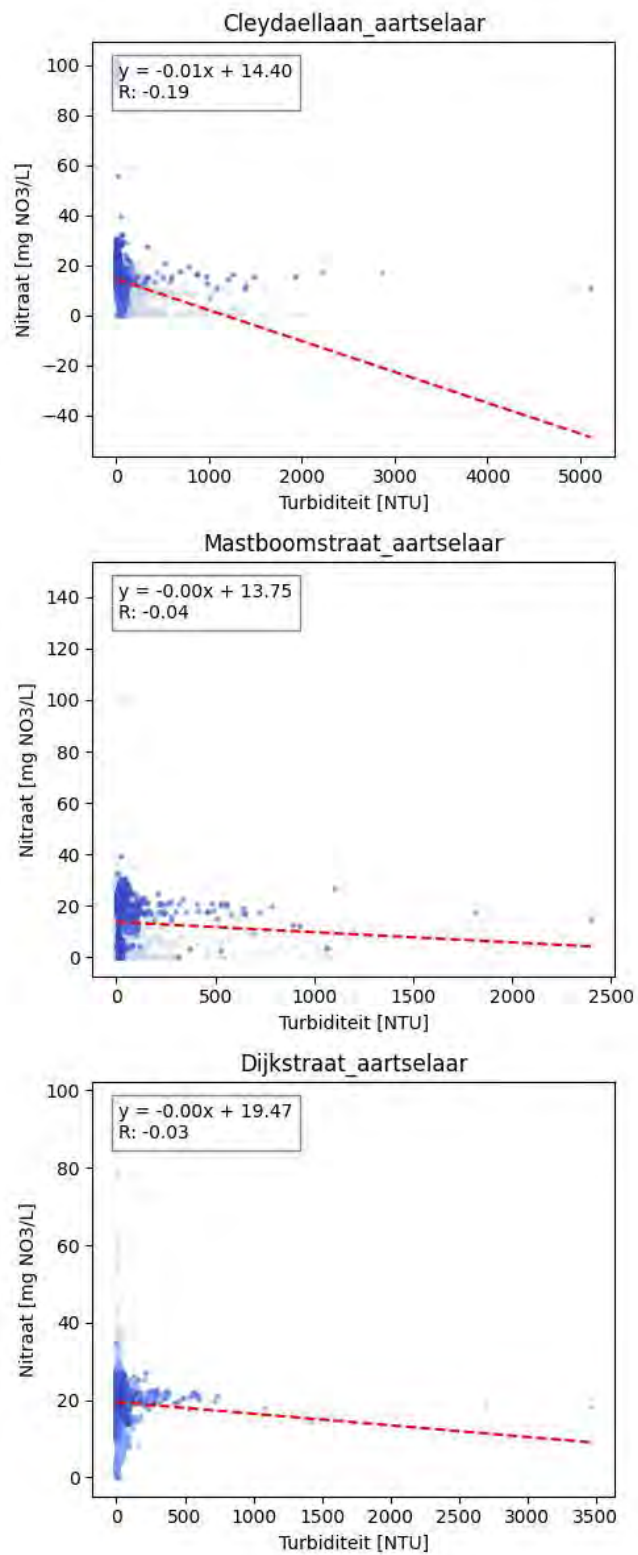 Cleydaellaan_aartselaar
y = -0.01x + 14.40
R: -0.19
100
80
60
40
20
0
−20
−40
Nitraat [mg NO3/L]
0 1000 2000 3000 4000 5000
Turbiditeit [NTU]
Mastboomstraat_aartselaar
y = -0.00x + 13.75
R: -0.04
140
120
100
80
60
40
20
0
Nitraat [mg NO3/L]
0 500 1000 1500 2000 2500
Turbiditeit [NTU]
Dijkstraat_aartselaar
y = -0.00x + 19.47
R: -0.03
100
80
60
40
20
0
Nitraat [mg NO3/L]
0 500 1000 1500 2000 2500 3000 3500
Turbiditeit [NTU]